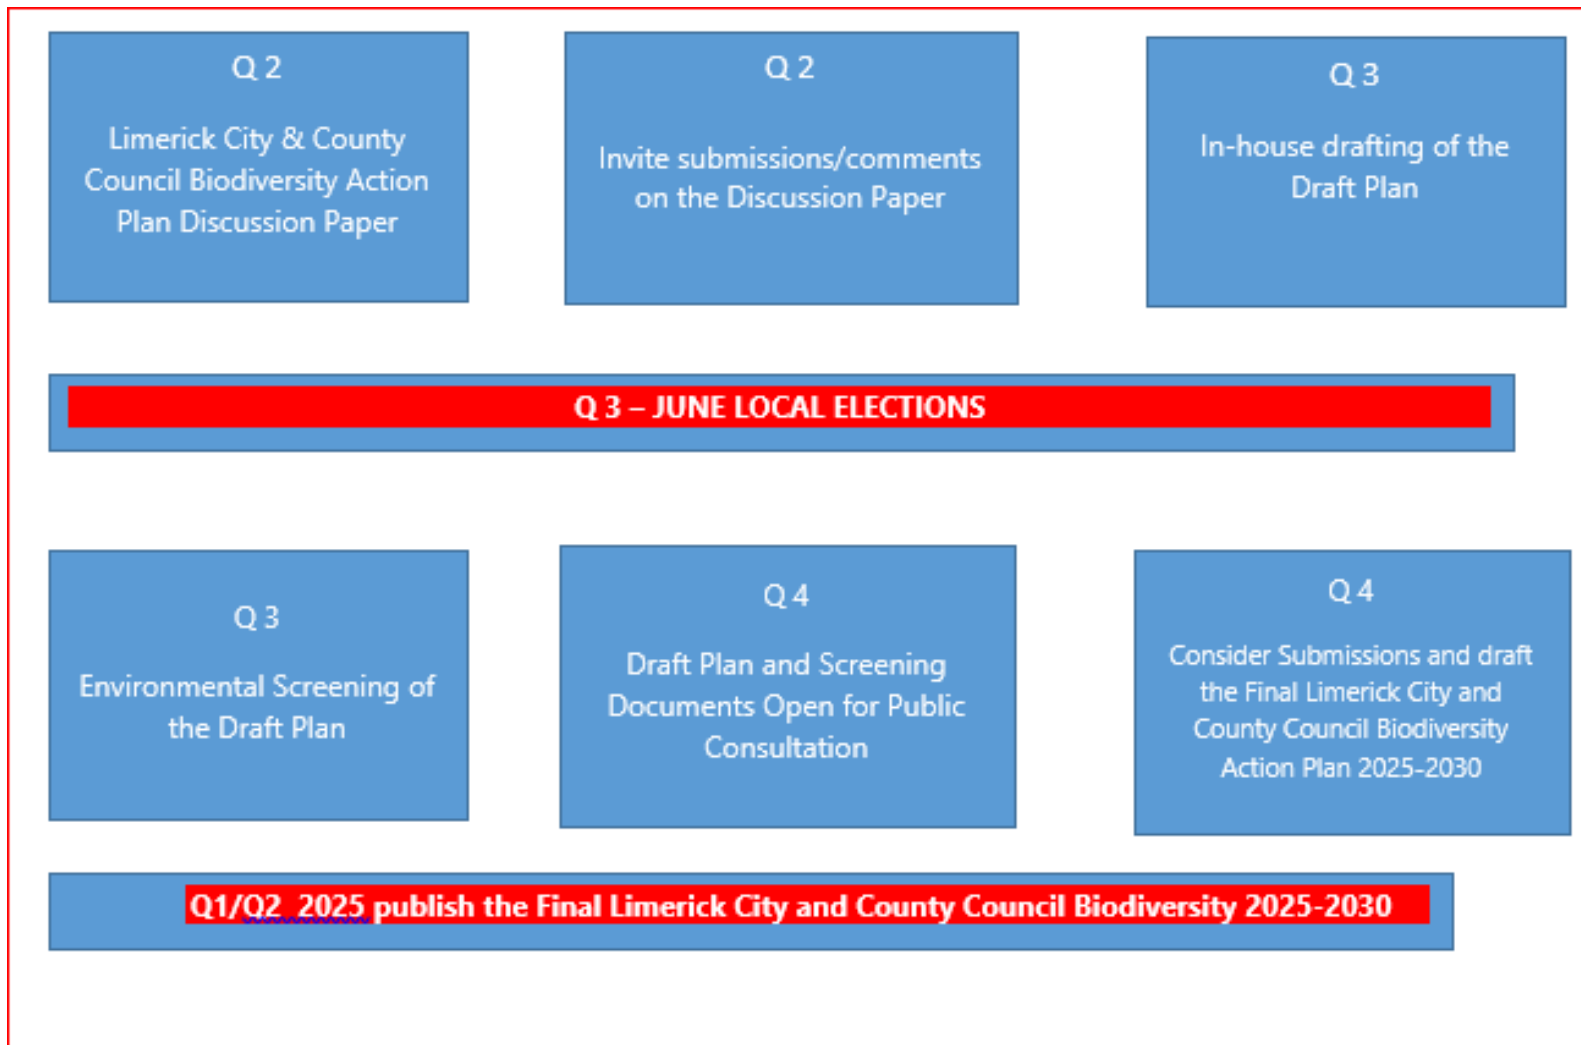 Q 2
Limerick City & County
Council Biodiversity Action
Plan Discussion Paper
Q 2
Invite submissions/comments
on the Discussion Paper
Q 3
In-house drafting of the
Draft Plan
Q 3 – JUNE LOCAL ELECTIONS
Q 3
Environmental Screening of
the Draft Plan
Q 4
Draft Plan and Screening
Documents Open for Public
Consultation
Q 4
Consider Submissions and draft
the Final Limerick City and
County Council Biodiversity
Action Plan 2025-2030
Q1/Q2 2025 publish the Final Limerick City and County Council Biodiversity 2025-2030